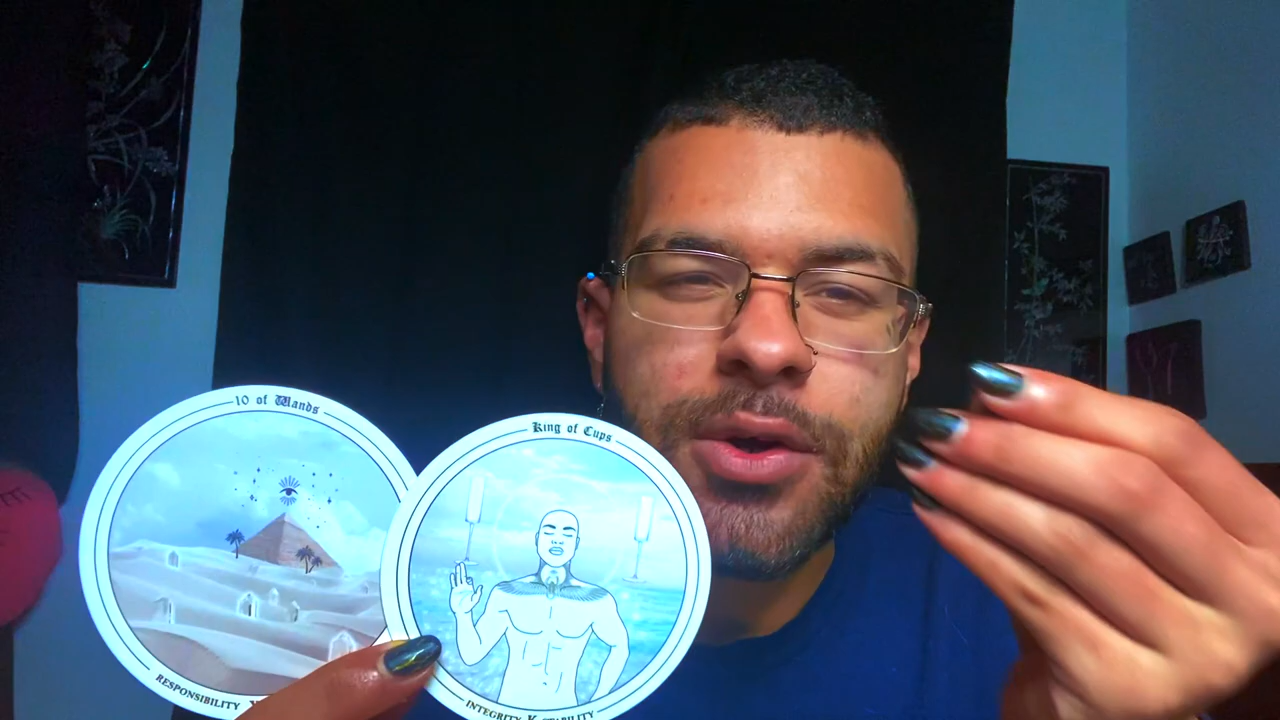 10 of Wands
RESPONSIBILITY
King of Cups
INTEGRITY K STABILITY